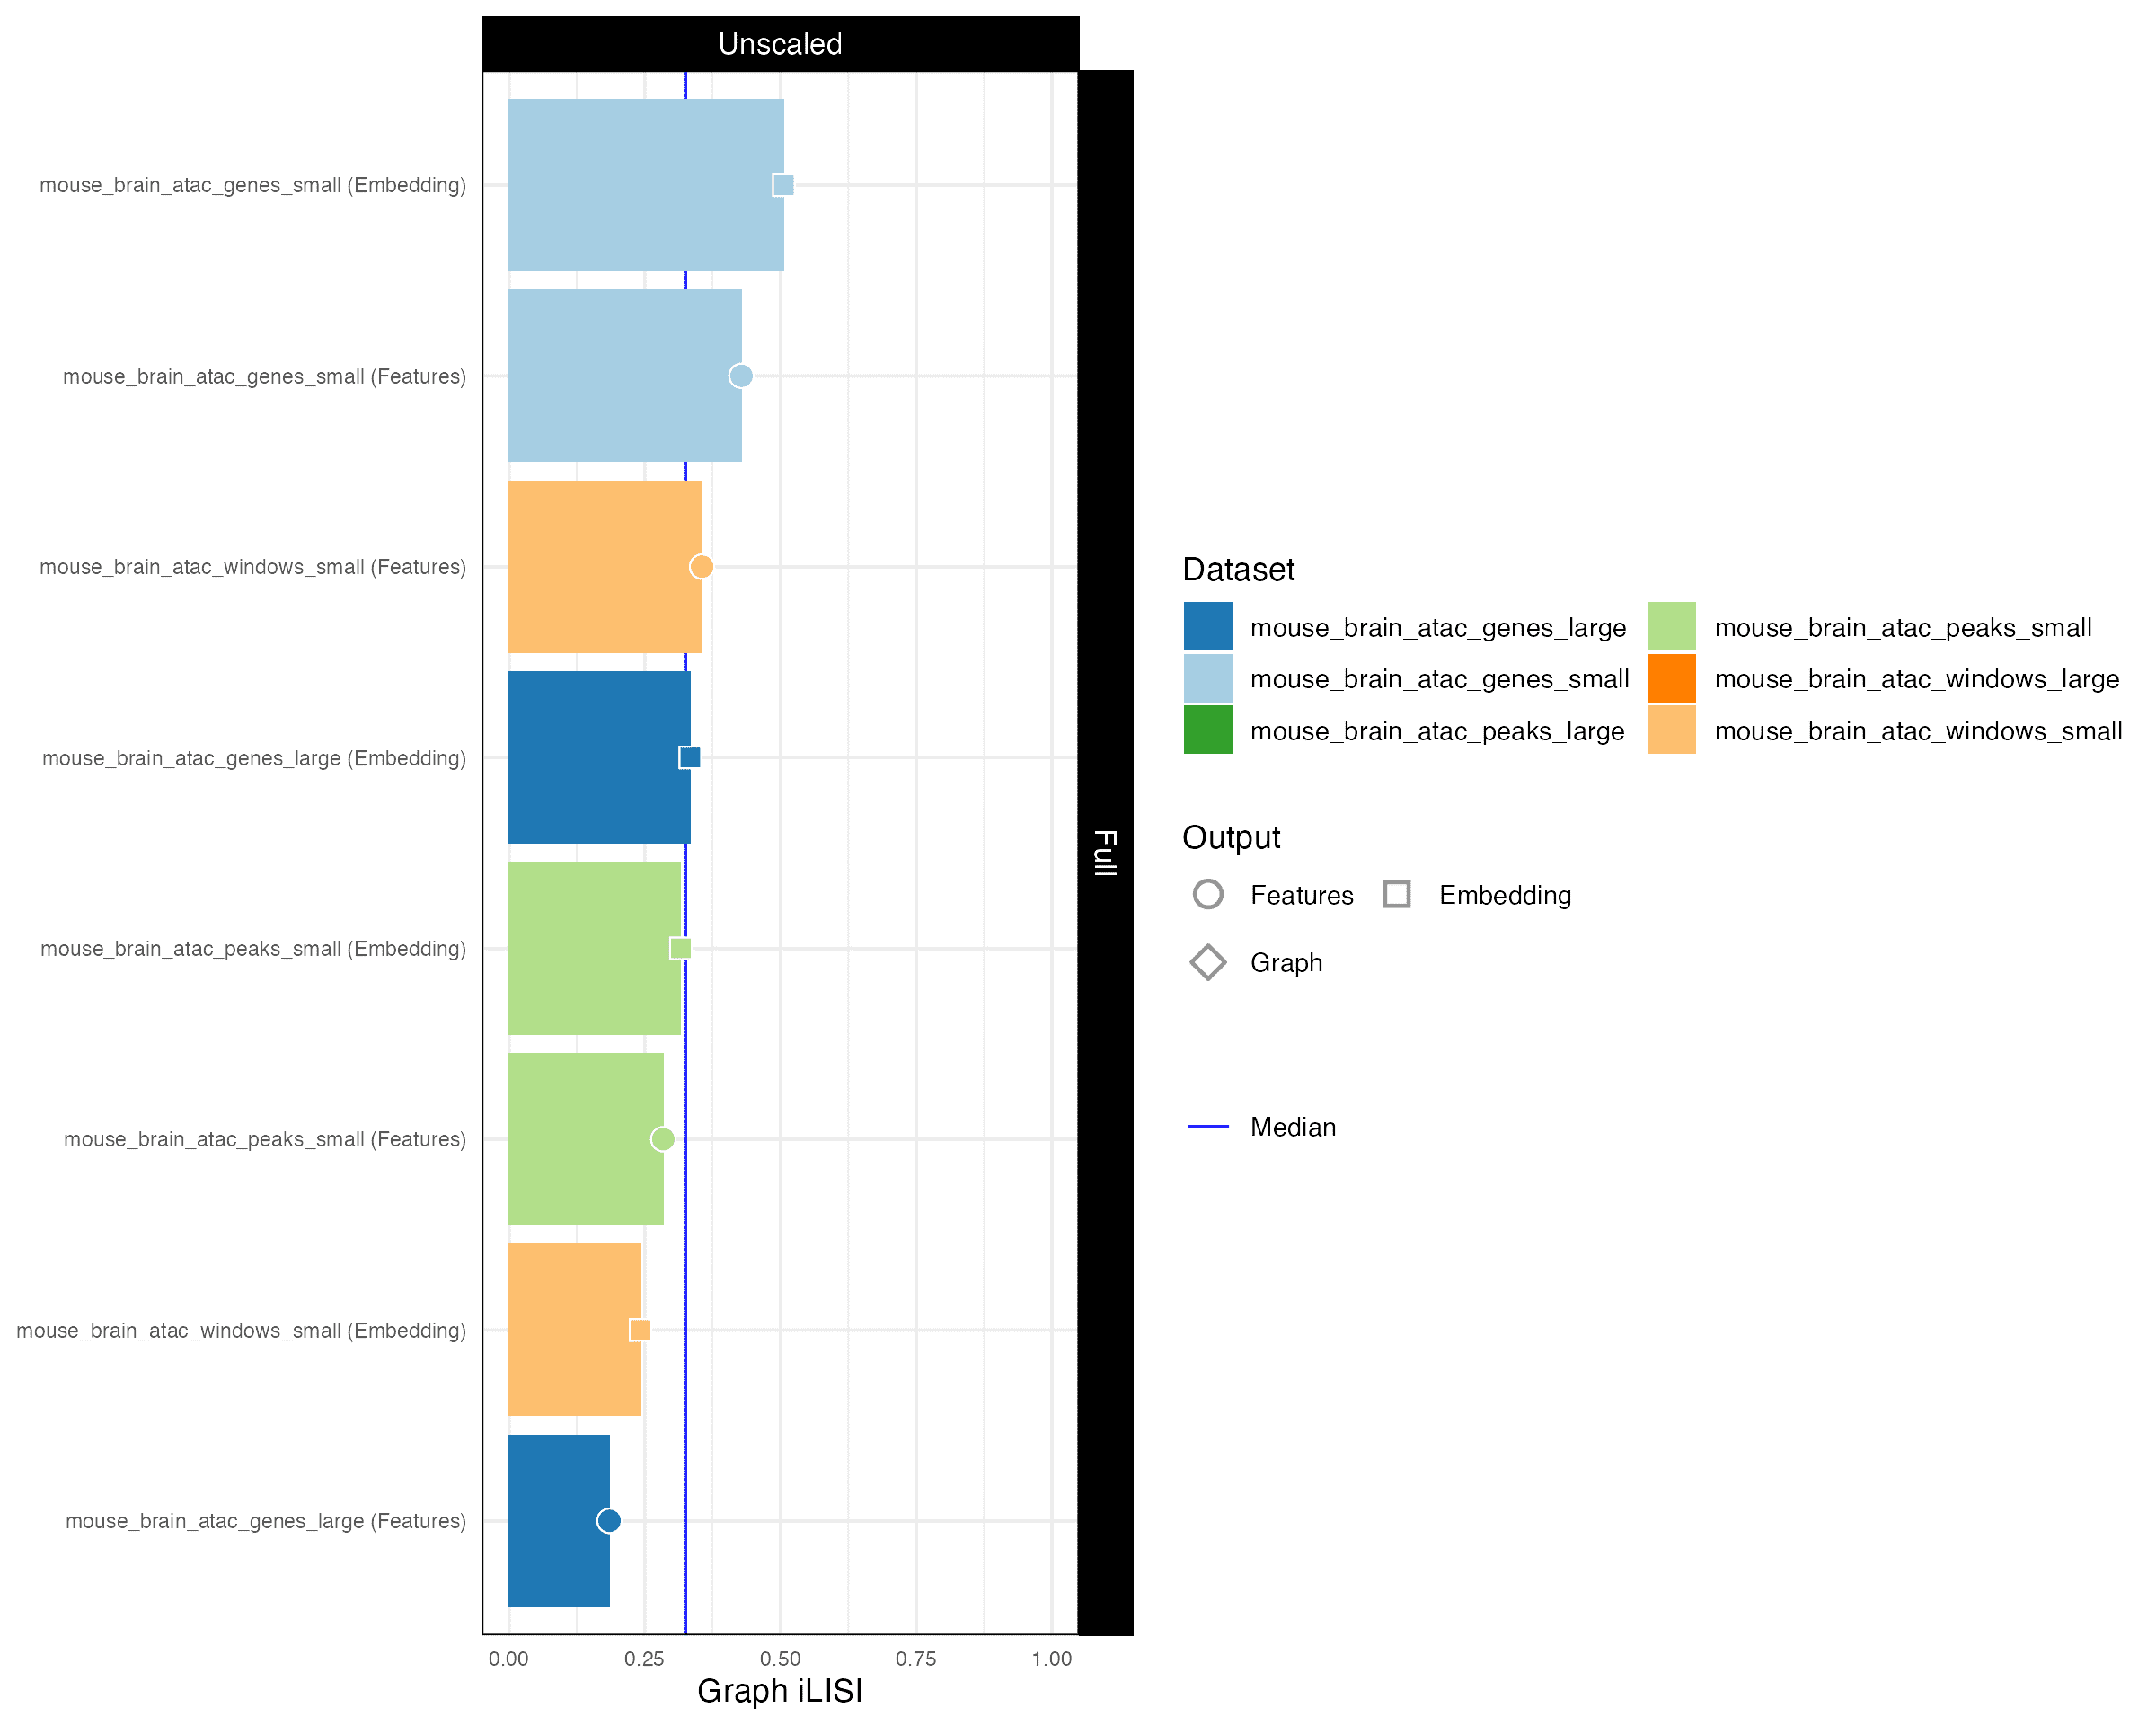 Unscaled
mouse_brain_atac_genes_small (Embedding)
mouse_brain_atac_genes_small (Features)
mouse_brain_atac_windows_small (Features)
mouse_brain_atac_genes_large (Embedding)
mouse_brain_atac_peaks_small (Embedding)
mouse_brain_atac_peaks_small (Features)
mouse_brain_atac_windows_small (Embedding)
mouse_brain_atac_genes_large (Features)
0.00 0.25 0.50 0.75 1.00
Graph iLISI
Full
Dataset
mouse_brain_atac_genes_large mouse_brain_atac_peaks_small
mouse_brain_atac_genes_small mouse_brain_atac_windows_large
mouse_brain_atac_peaks_large mouse_brain_atac_windows_small
Output
Features Embedding
Graph
Median